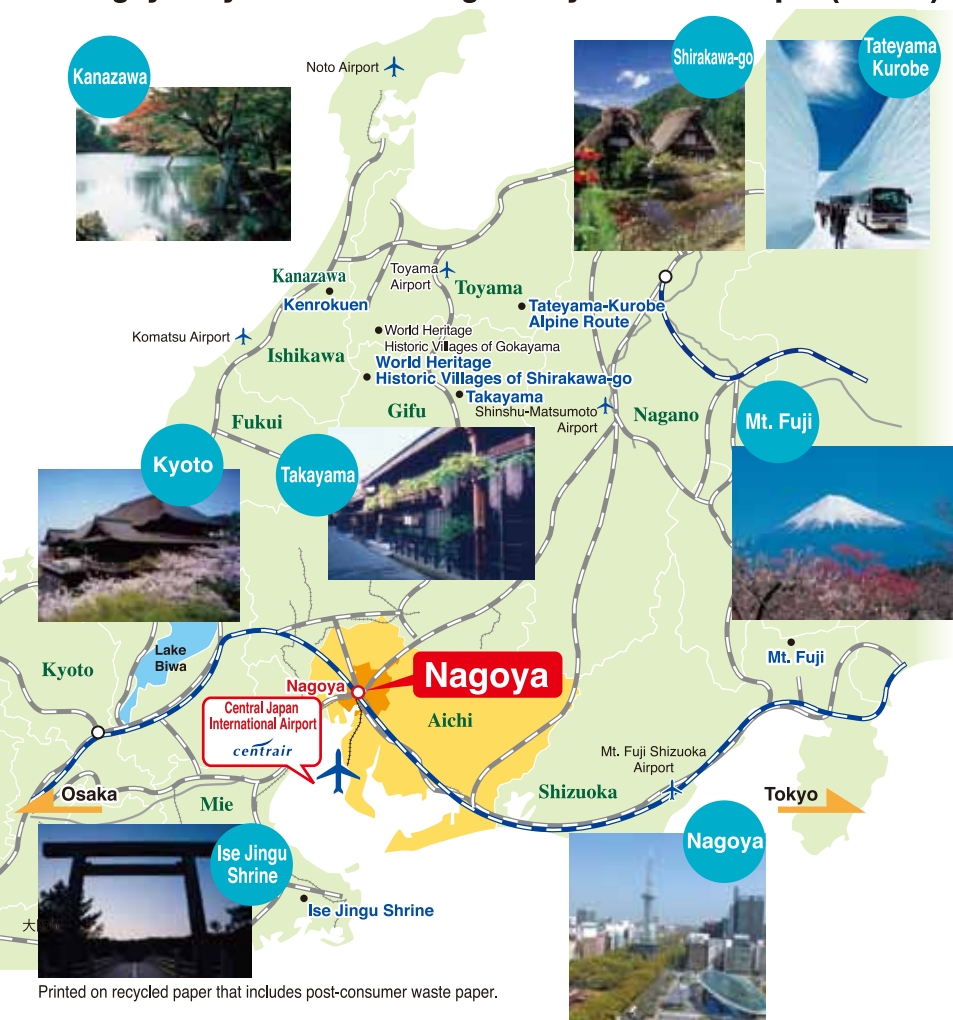 Kanazawa
Noto Airport
Shirakawa-go
Tateyama
Kurobe
Kanazawa
Kenrokuen
Toyama
Airport
Toyama
Tateyama-Kurobe
Alpine Route
Komatsu Airport
World Heritage
Historic Villages of Gokayama
Ishikawa
World Heritage
Historic Villages of Shirakawa-go
Takayama
Fukui
Gifu
Shinshu-Matsumoto
Airport
Nagano
Mt. Fuji
Kyoto
Takayama
Lake
Biwa
Kyoto
Mt. Fuji
Nagoya
Nagoya
Central Japan
International Airport
centrair
Aichi
Mt. Fuji Shizuoka
Airport
Osaka
Mie
Shizuoka
Tokyo
Nagoya
Ise Jingu
Shrine
Ise Jingu Shrine
Printed on recycled paper that includes post-consumer waste paper.